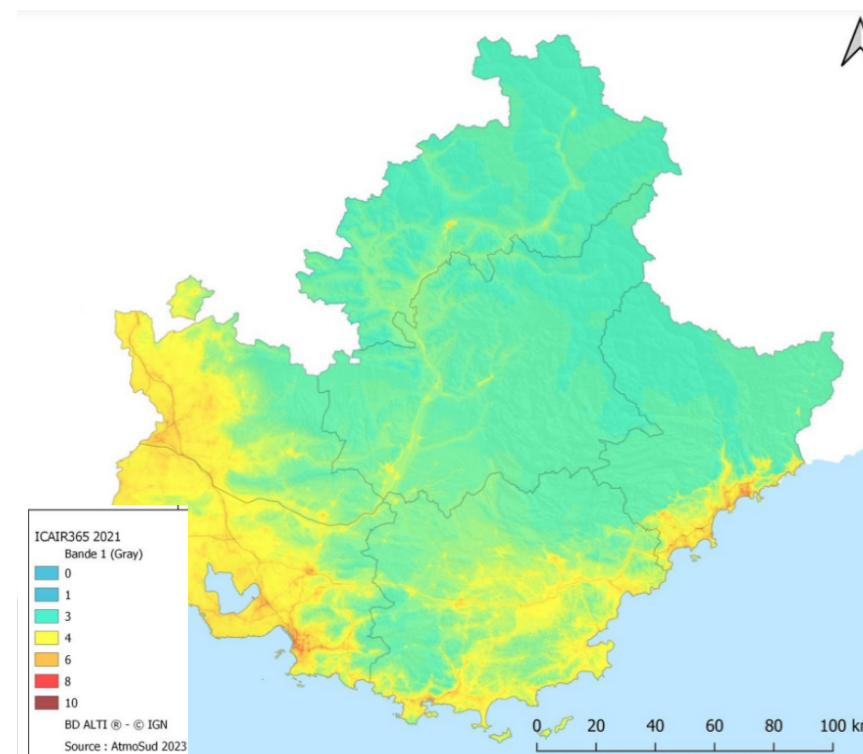 ICAIR365 2021
Bande 1 (Gray)
0
1
3
4
6
8
10
BD ALTI ® - © IGN
Source : AtmoSud 2023
0 20 40 60 80 100 km